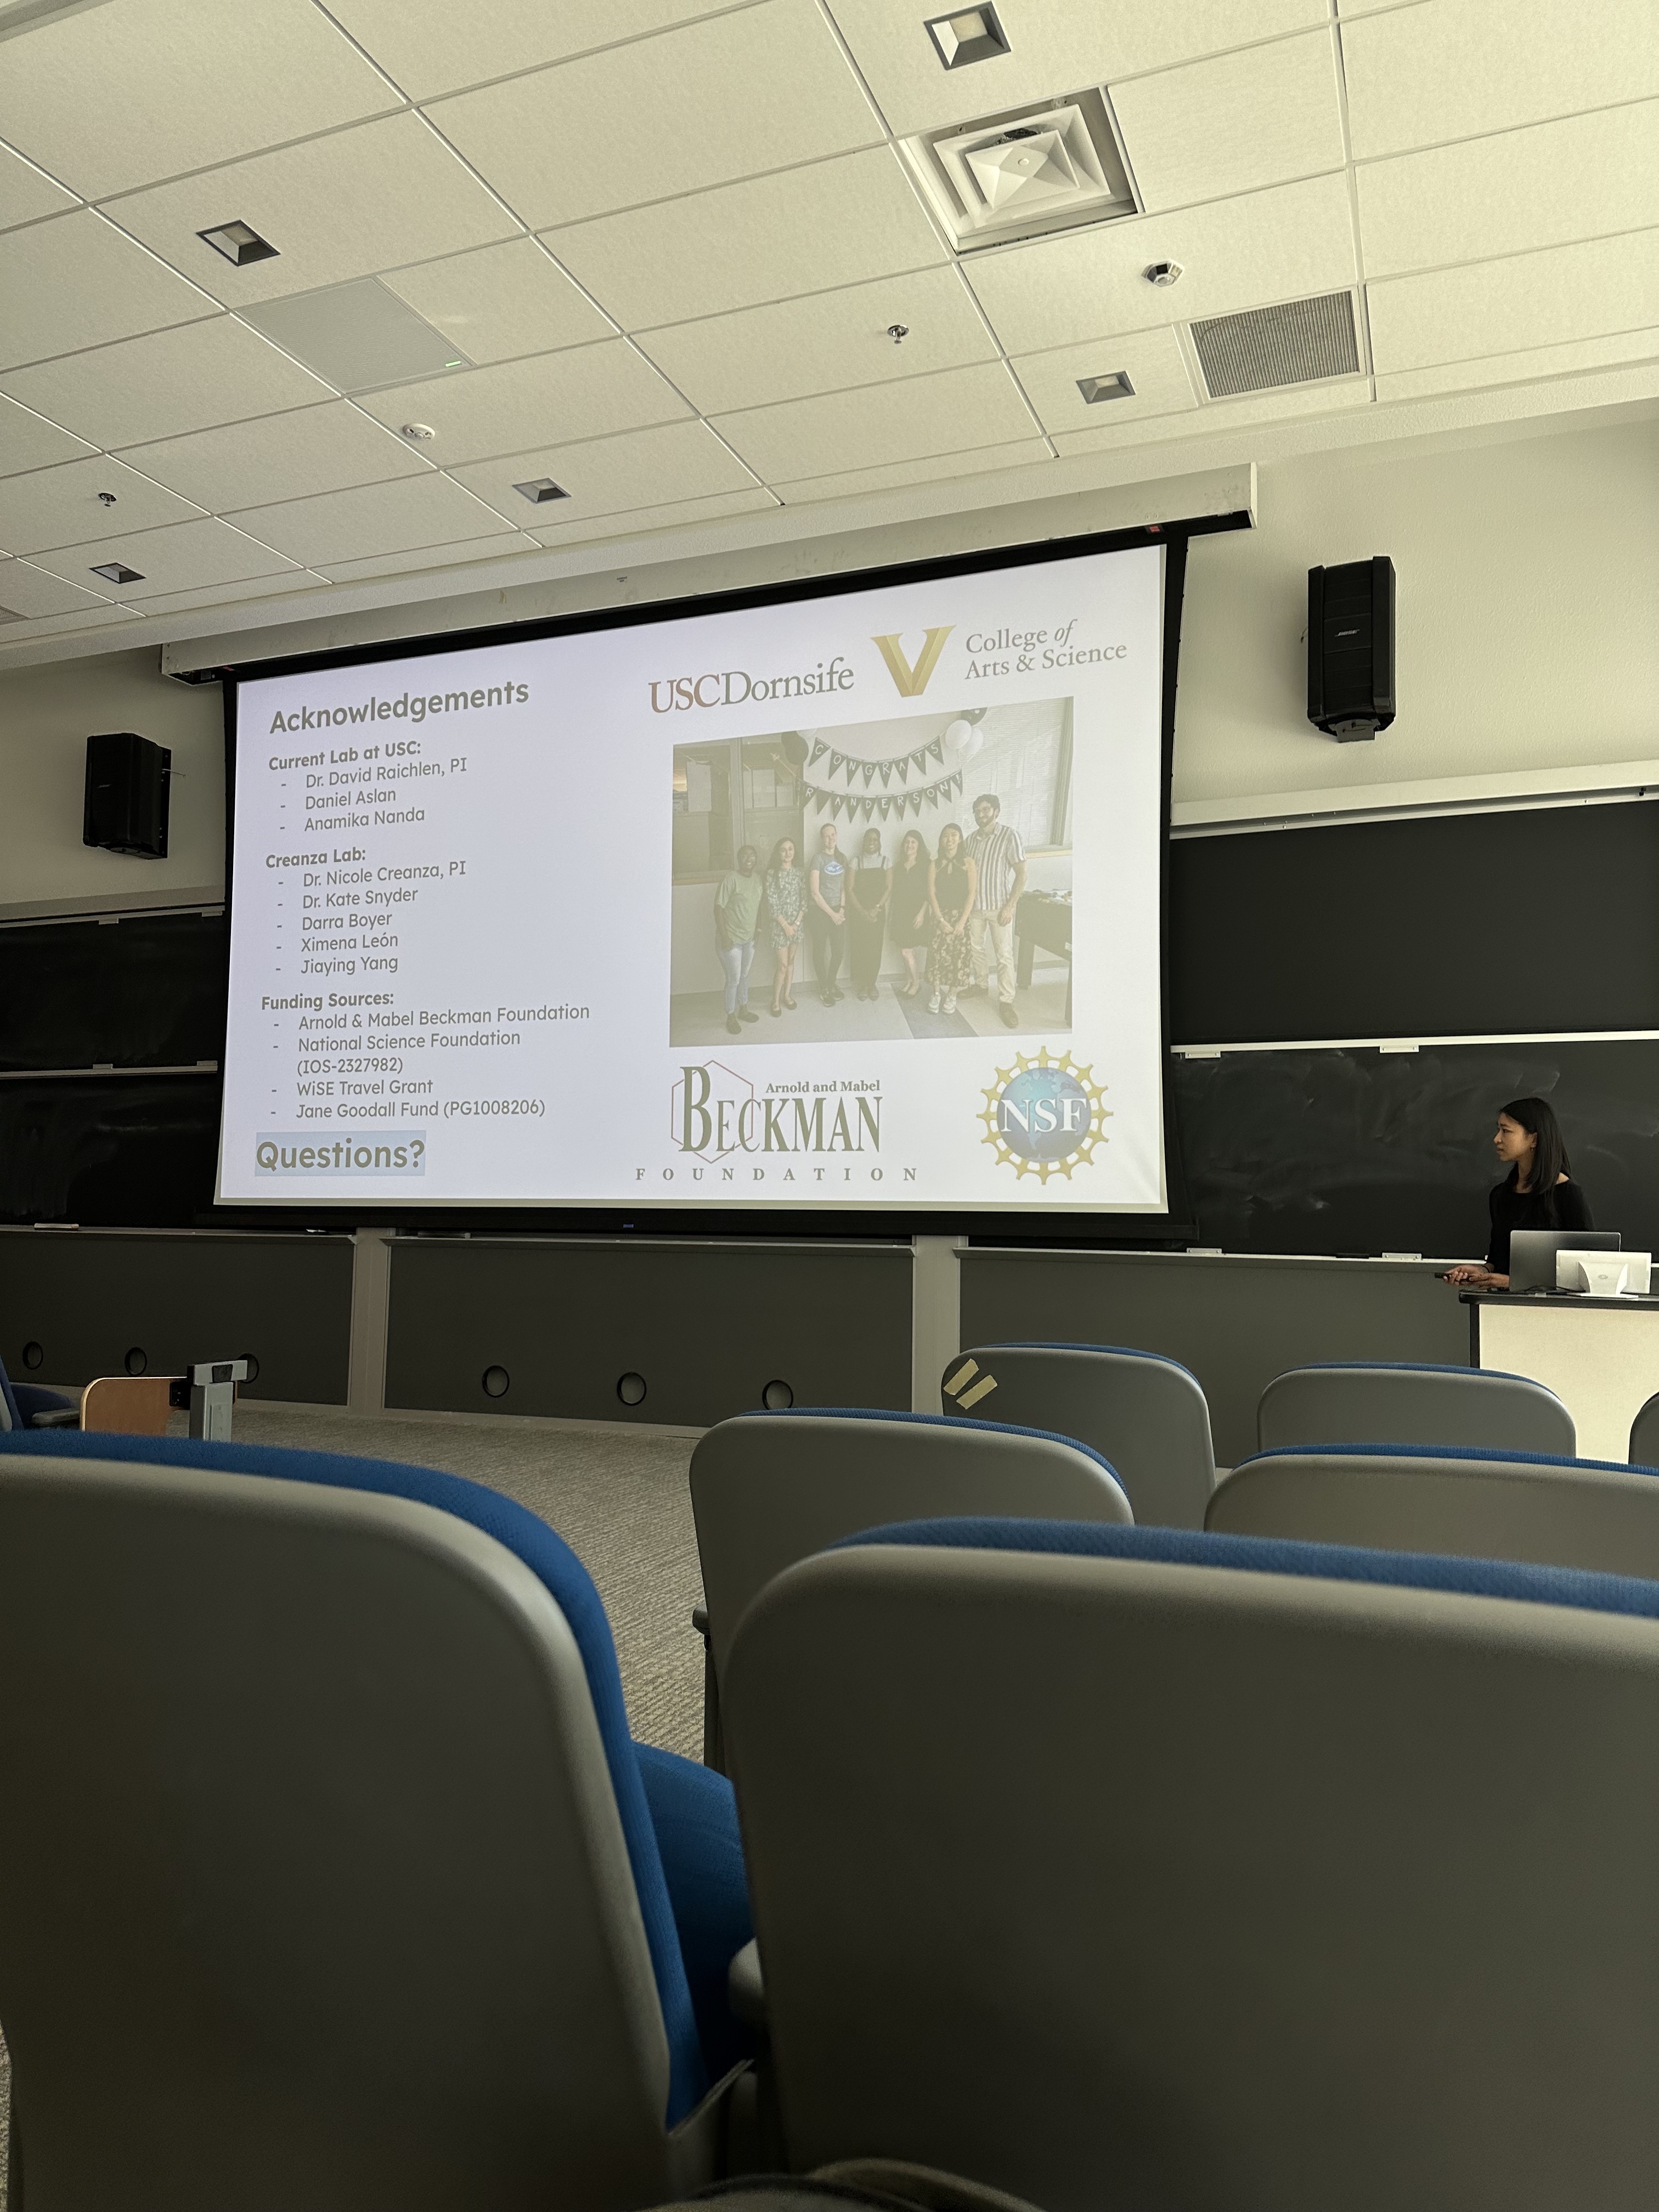 Acknowledgements
Current Lab at USC:
- Dr. David Raichlen, PI
- Daniel Aslan
- Anamika Nanda
Creanza Lab:
- Dr. Nicole Creanza, PI
- Dr. Kate Snyder
- Darra Boyer
- Ximena León
- Jiaying Yang
Funding Sources:
- Arnold & Mabel Beckman Foundation
- National Science Foundation
(IOS-2327982)
- WiSE Travel Grant
- Jane Goodall Fund (PG1008206)
Questions?
USCDornsife
V
College of
Arts & Science
CONGRATS
Arnold and Mabel
BECKMAN
FOUNDATION
NSF
BOSE